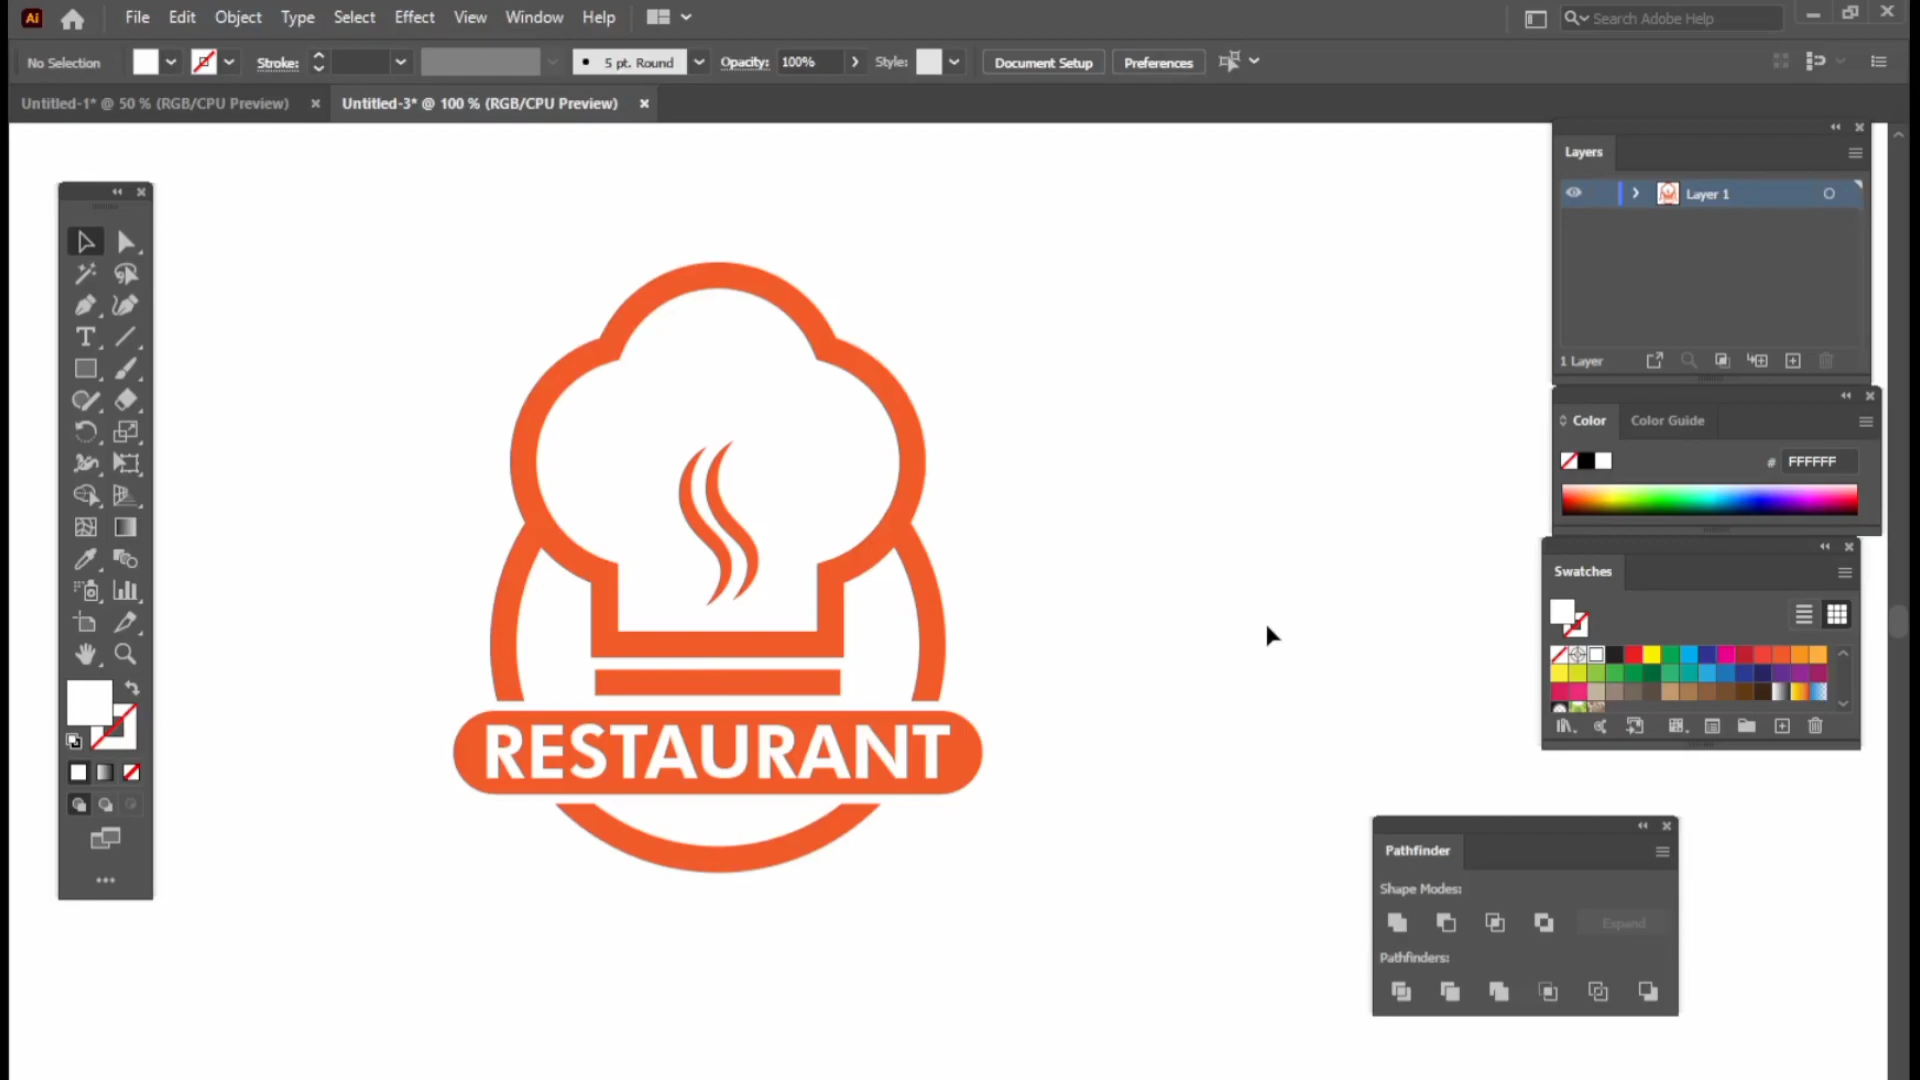 Ai File Edit Object Type Select Effect View Window Help Search Adobe Help
No Selection Stroke: 5 pt. Round Opacity: 100% Style: Document Setup Preferences
Untitled-1* @ 50 % (RGB/CPU Preview) Untitled-3* @ 100 % (RGB/CPU Preview)
Layers
Layer 1
1 Layer
Color Color Guide
# FFFFFF
Swatches
RESTAURANT
Pathfinder
Shape Modes:
Expand
Pathfinders: